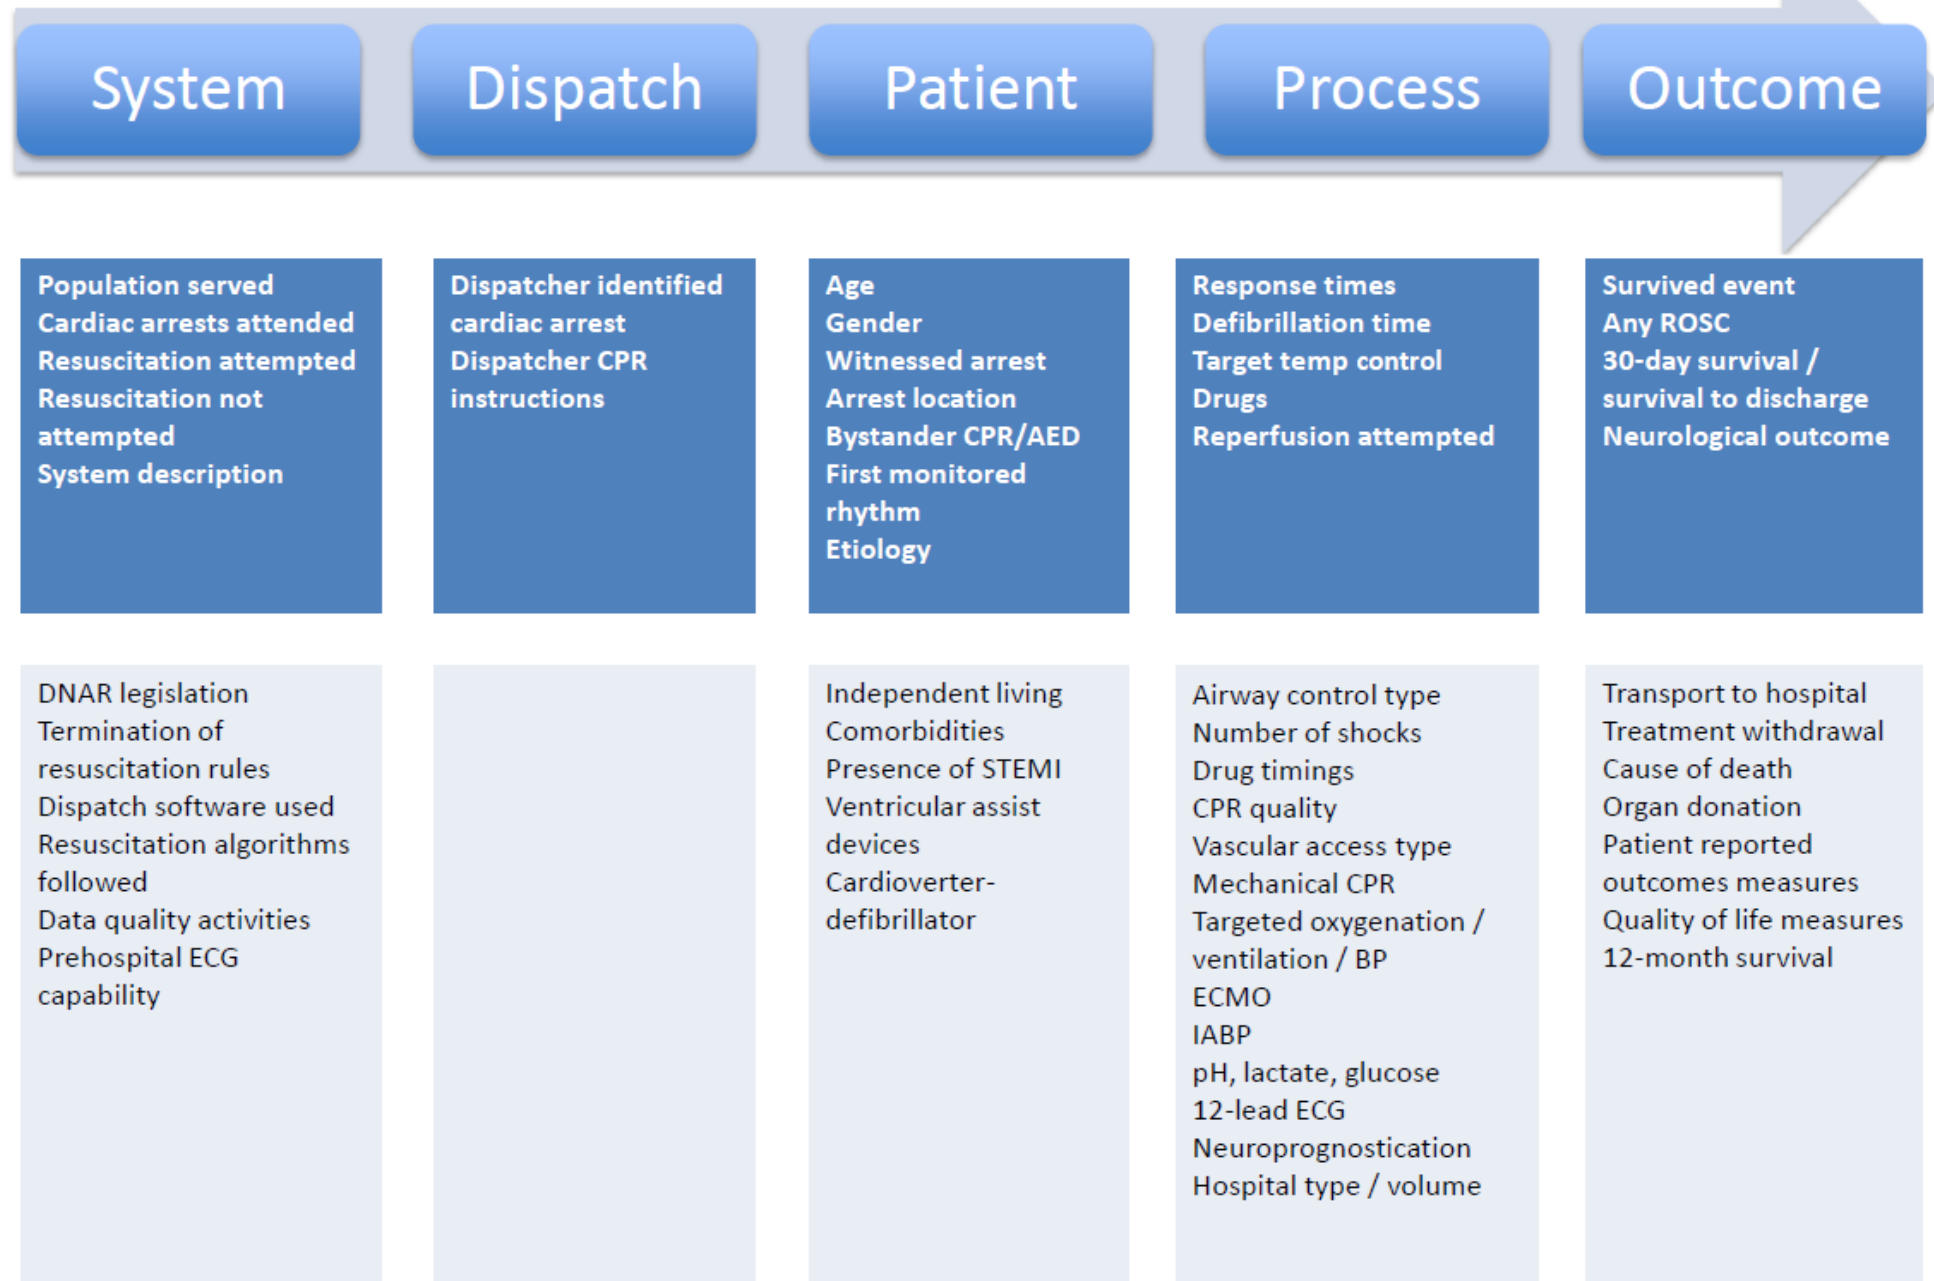 System
Dispatch
Patient
Process
Outcome
Population served
Cardiac arrests attended
Resuscitation attempted
Resuscitation not
attempted
System description
Dispatcher identified
cardiac arrest
Dispatcher CPR
instructions
Age
Gender
Witnessed arrest
Arrest location
Bystander CPR/AED
First monitored
rhythm
Etiology
Response times
Defibrillation time
Target temp control
Drugs
Reperfusion attempted
Survived event
Any ROSC
30-day survival /
survival to discharge
Neurological outcome
DNAR legislation
Termination of
resuscitation rules
Dispatch software used
Resuscitation algorithms
followed
Data quality activities
Prehospital ECG
capability
Independent living
Comorbidities
Presence of STEMI
Ventricular assist
devices
Cardioverter-
defibrillator
Airway control type
Number of shocks
Drug timings
CPR quality
Vascular access type
Mechanical CPR
Targeted oxygenation /
ventilation / BP
ECMO
IABP
pH, lactate, glucose
12-lead ECG
Neuroprognostication
Hospital type / volume
Transport to hospital
Treatment withdrawal
Cause of death
Organ donation
Patient reported
outcomes measures
Quality of life measures
12-month survival